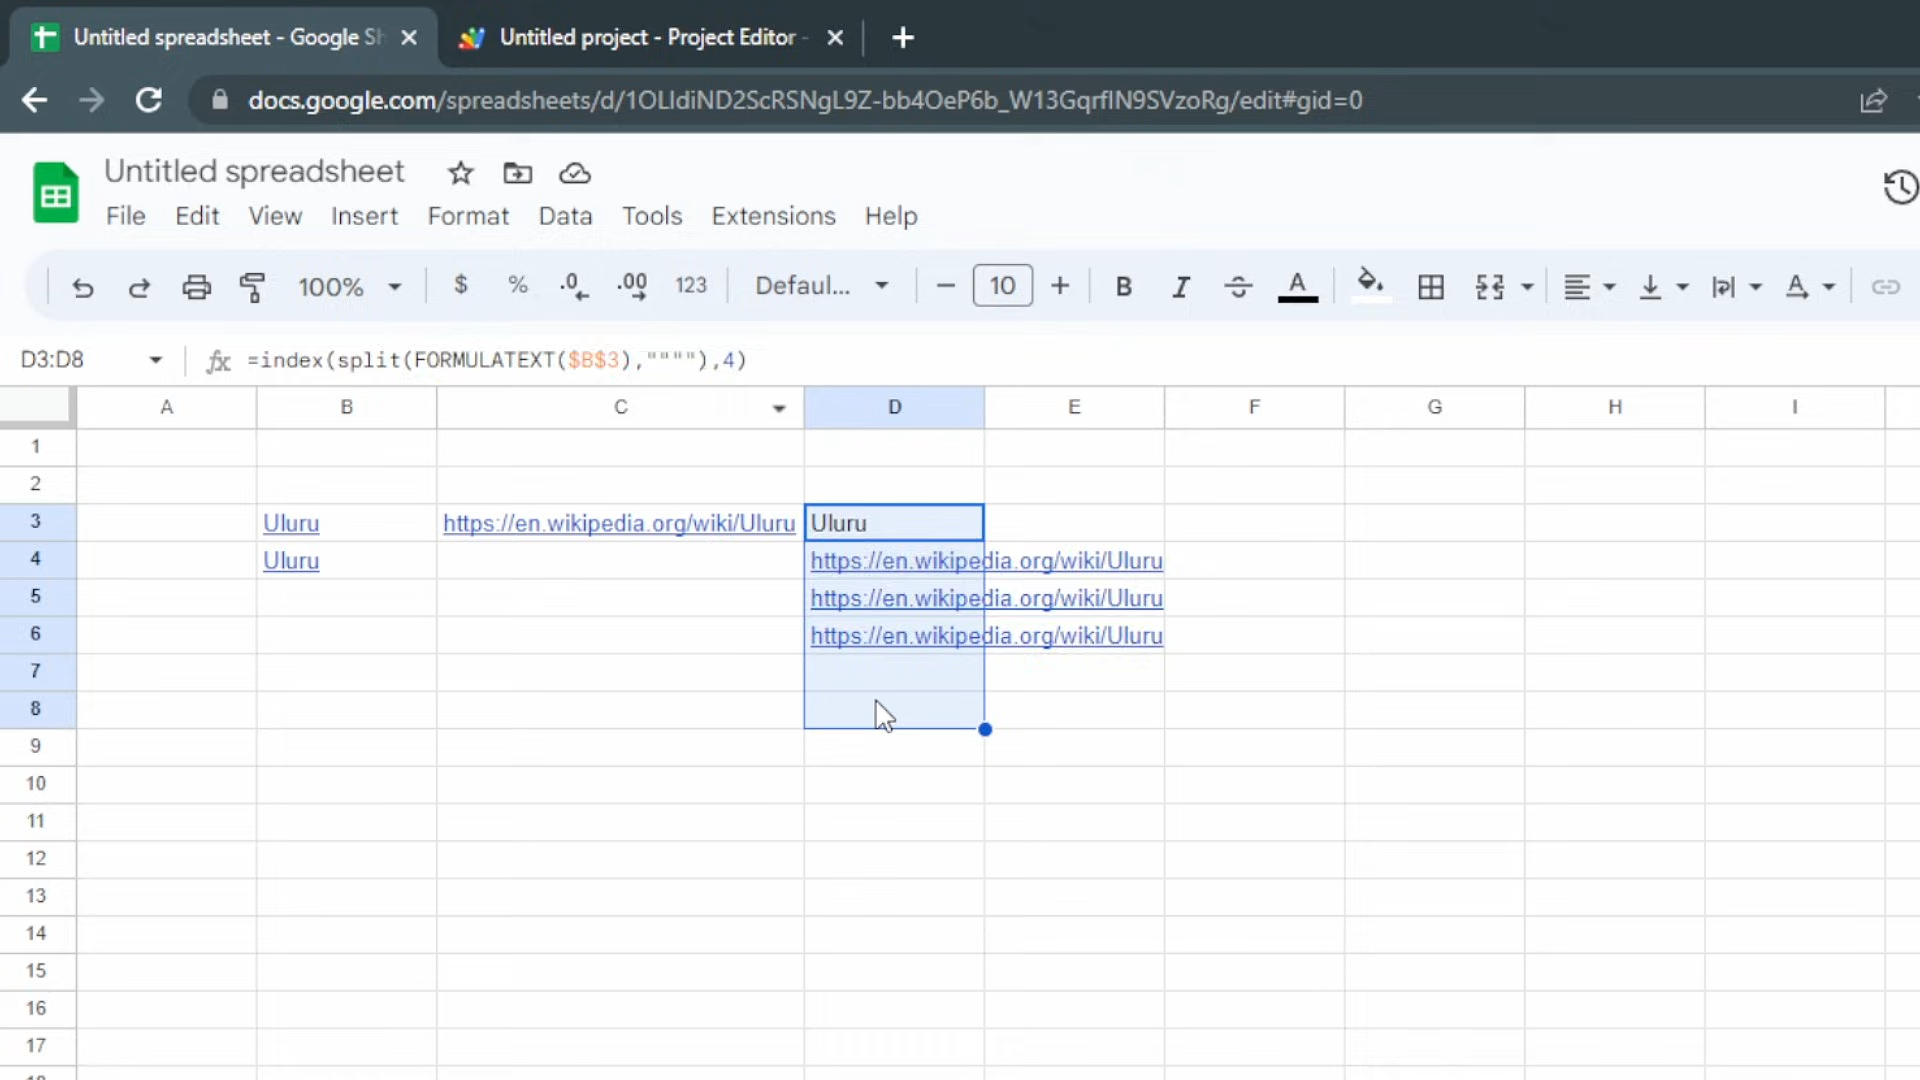 Untitled spreadsheet - Google Sh
Untitled project - Project Editor -
docs.google.com/spreadsheets/d/1OLIdiND2ScRSNgL9Z-bb4OeP6b_W13GqrfIN9SVzoRg/edit#gid=0
Untitled spreadsheet
File Edit View Insert Format Data Tools Extensions Help
100% $ % .0 .00 123 Defaul... 10 B I A A
D3:D8 fx =index(split(FORMULATEXT($B$3),""""),4)
A B C D E F G H I
1
2
3 Uluru https://en.wikipedia.org/wiki/Uluru Uluru
4 Uluru https://en.wikipedia.org/wiki/Uluru
5 https://en.wikipedia.org/wiki/Uluru
6 https://en.wikipedia.org/wiki/Uluru
7
8
9
10
11
12
13
14
15
16
17